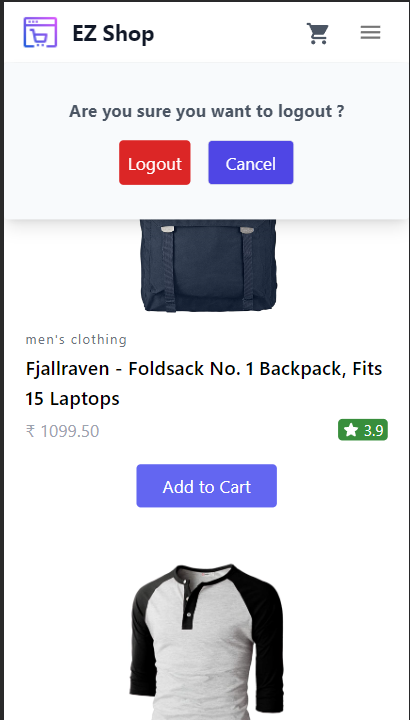 EZ Shop
Are you sure you want to logout ?
Logout Cancel
men's clothing
Fjallraven - Foldsack No. 1 Backpack, Fits
15 Laptops
₹ 1099.50
3.9
Add to Cart